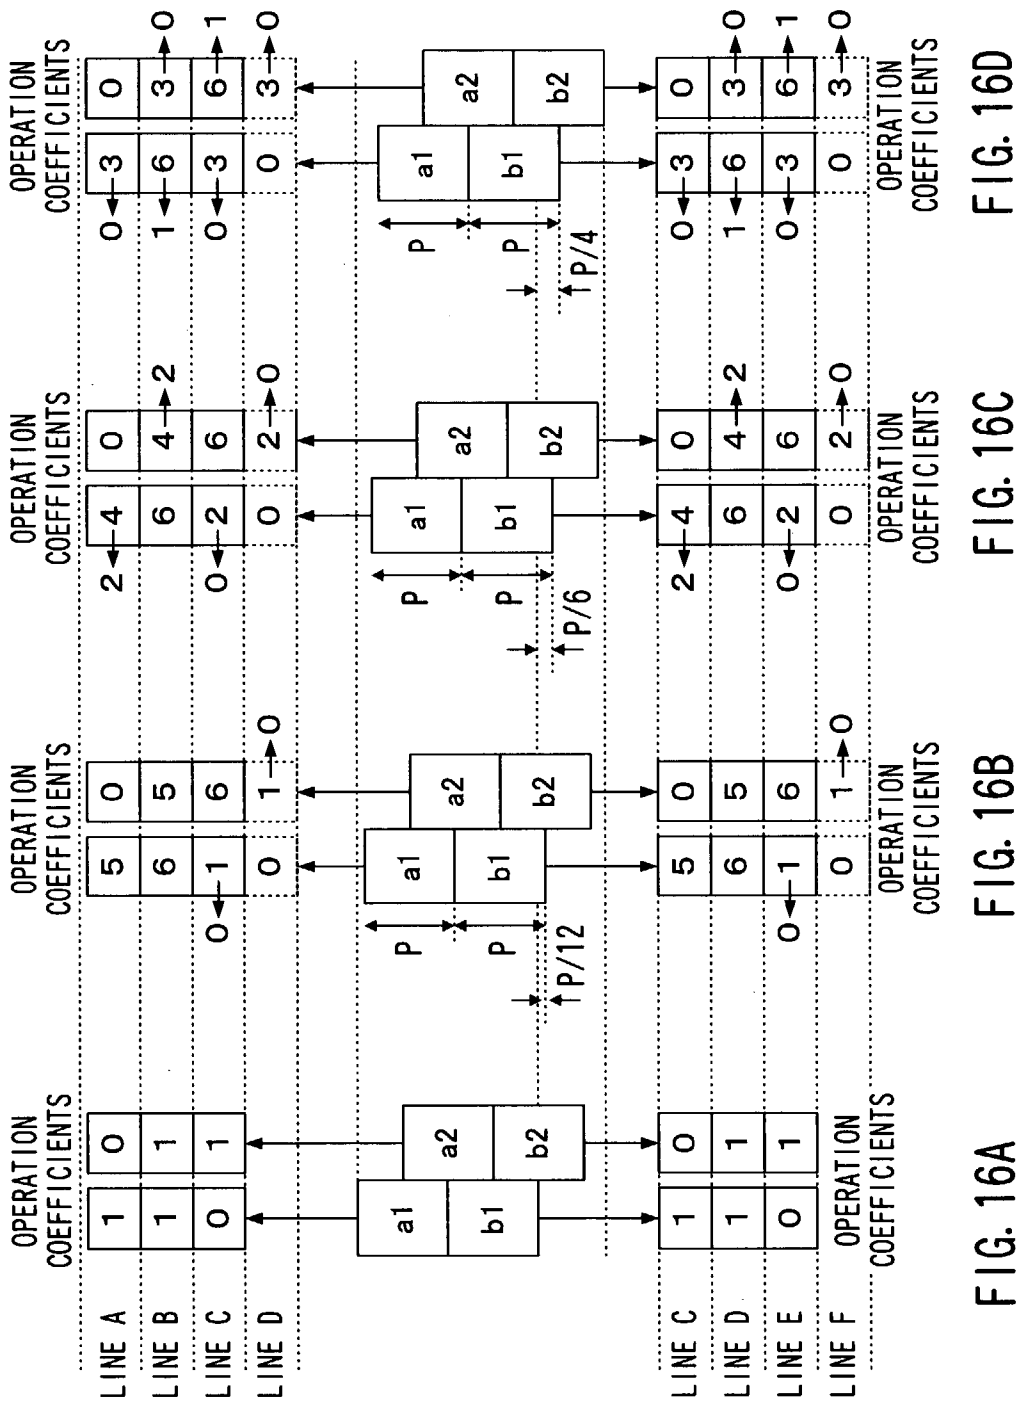 OPERATION COEFFICIENTS OPERATION COEFFICIENTS OPERATION COEFFICIENTS OPERATION COEFFICIENTS
LINE A 1 0 5 0 2←4 0 0←3 0
LINE B 1 1 6 5 6 4→2 1←6 3→0
LINE C 0 1 0←1 6 0←2 6 0←3 6→1
LINE D 0 1→0 0 2→0 0 3→0
a1 a2 P a1 a2 P a1 a2 P a1 a2
b1 b2 P b1 b2 P b1 b2 P b1 b2
P/12 P/6 P/4
LINE C 1 0 5 0 2←4 0 0←3 0
LINE D 1 1 6 5 6 4→2 1←6 3→0
LINE E 0 1 0←1 6 0←2 6 0←3 6→1
LINE F 0 1→0 0 2→0 0 3→0
OPERATION COEFFICIENTS OPERATION COEFFICIENTS OPERATION COEFFICIENTS OPERATION COEFFICIENTS
FIG. 16A FIG. 16B FIG. 16C FIG. 16D